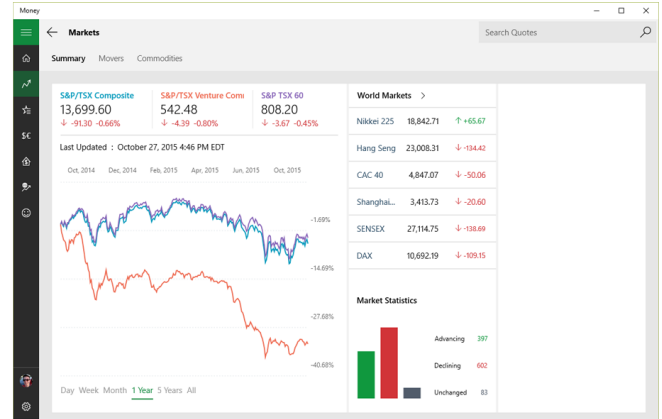 Money
Markets
Search Quotes
Summary Movers Commodities
S&P/TSX Composite
13,699.60
-91.30 -0.66%
S&P/TSX Venture Com
542.48
-4.39 -0.80%
S&P TSX 60
808.20
-3.67 -0.45%
Last Updated : October 27, 2015 4:46 PM EDT
Oct, 2014 Dec, 2014 Feb, 2015 Apr, 2015 Jun, 2015 Oct, 2015
-1.69%
-14.69%
-27.68%
-40.68%
Day Week Month 1 Year 5 Years All
World Markets
Nikkei 225 18,842.71 +65.67
Hang Seng 23,008.31 -134.42
CAC 40 4,847.07 -50.06
Shanghai... 3,413.73 -20.60
SENSEX 27,114.75 -138.69
DAX 10,692.19 -109.15
Market Statistics
Advancing 397
Declining 602
Unchanged 83
$€